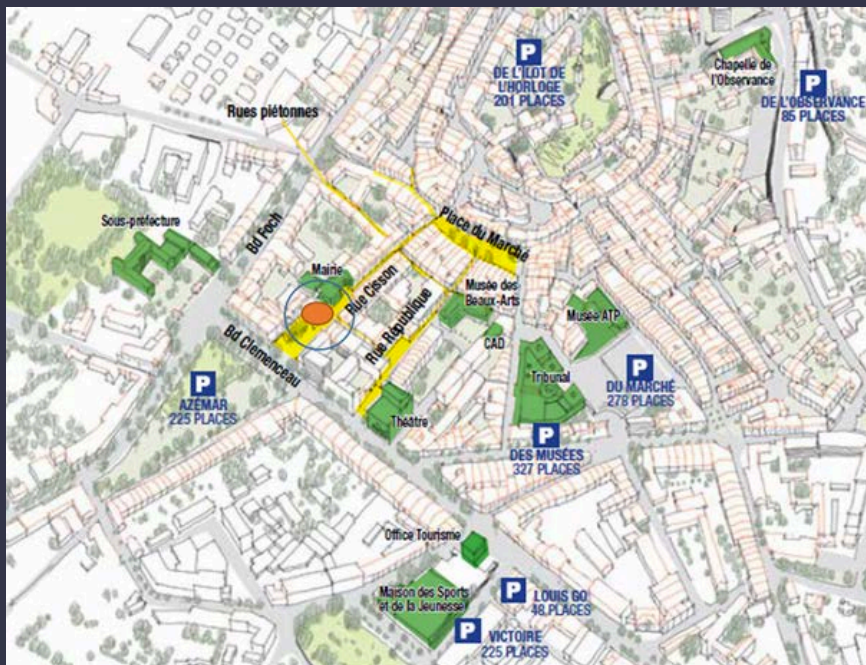 P
DE L'ILOT DE
L'HORLOGE
201 PLACES
Chapelle de
l'Observance
P
DE L'OBSERVANCE
85 PLACES
Rues piétonnes
Sous-préfecture
Bd Foch
Place du Marché
Mairie
Rue Cisson
Musée des
Beaux-Arts
Rue République
Musée ATP
CAD
Bd Clemenceau
P
AZÉMAR
225 PLACES
Tribunal
P
DU MARCHÉ
278 PLACES
Théâtre
P
DES MUSÉES
327 PLACES
Office Tourisme
Maison des Sports
et de la Jeunesse
P
LOUIS GO
48 PLACES
P
VICTOIRE
225 PLACES